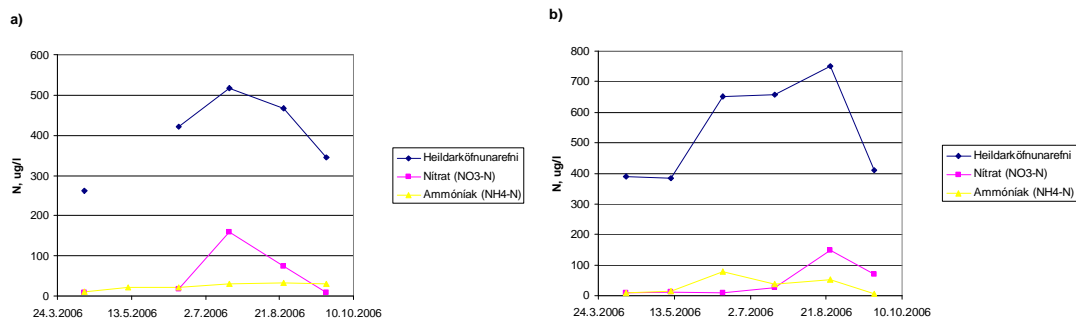 a)
N, ug/l
600
500
400
300
200
100
0
24.3.2006 13.5.2006 2.7.2006 21.8.2006 10.10.2006
Heildarköfnunarefni
Nítrat (NO3-N)
Ammóníak (NH4-N)
b)
N, ug/l
800
700
600
500
400
300
200
100
0
24.3.2006 13.5.2006 2.7.2006 21.8.2006 10.10.2006
Heildarköfnunarefni
Nítrat (NO3-N)
Ammóníak (NH4-N)